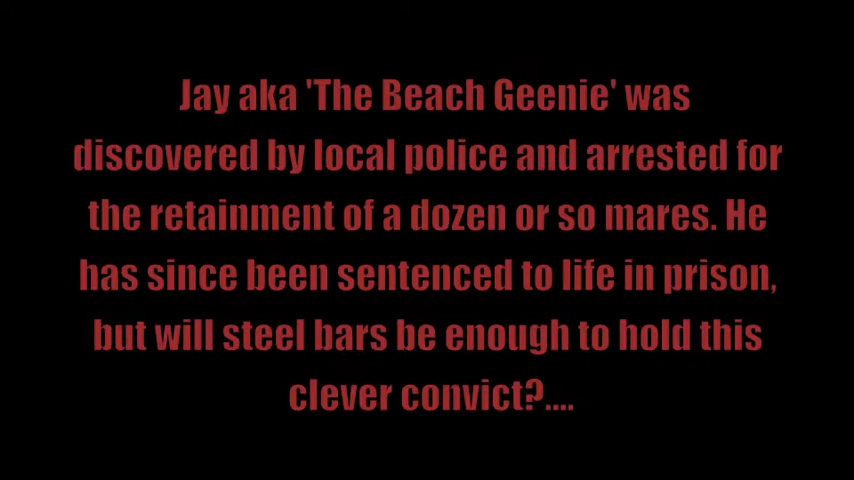 Jay aka 'The Beach Geenie' was
discovered by local police and arrested for
the retainment of a dozen or so mares. He
has since been sentenced to life in prison,
but will steel bars be enough to hold this
clever convict?....